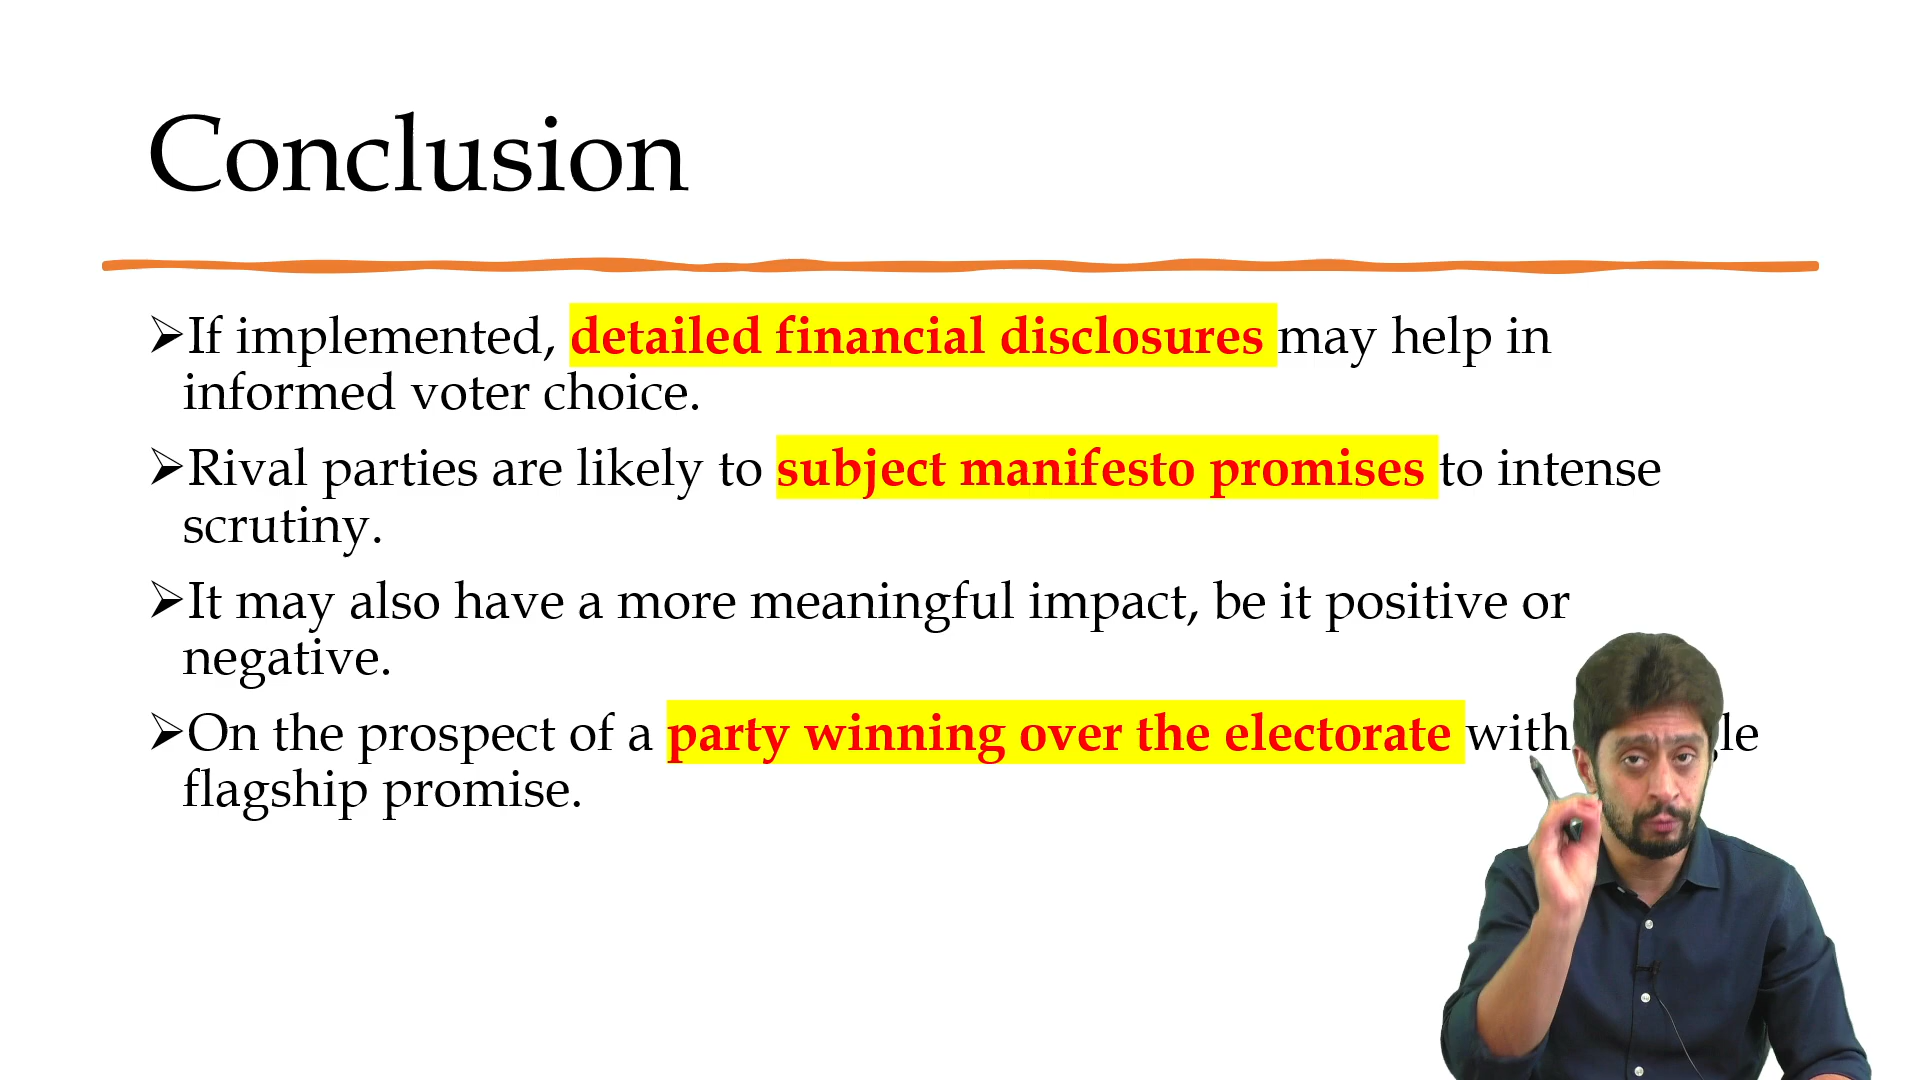 Conclusion
➢If implemented, detailed financial disclosures may help in
informed voter choice.
➢Rival parties are likely to subject manifesto promises to intense
scrutiny.
➢It may also have a more meaningful impact, be it positive or
negative.
➢On the prospect of a party winning over the electorate with
flagship promise.